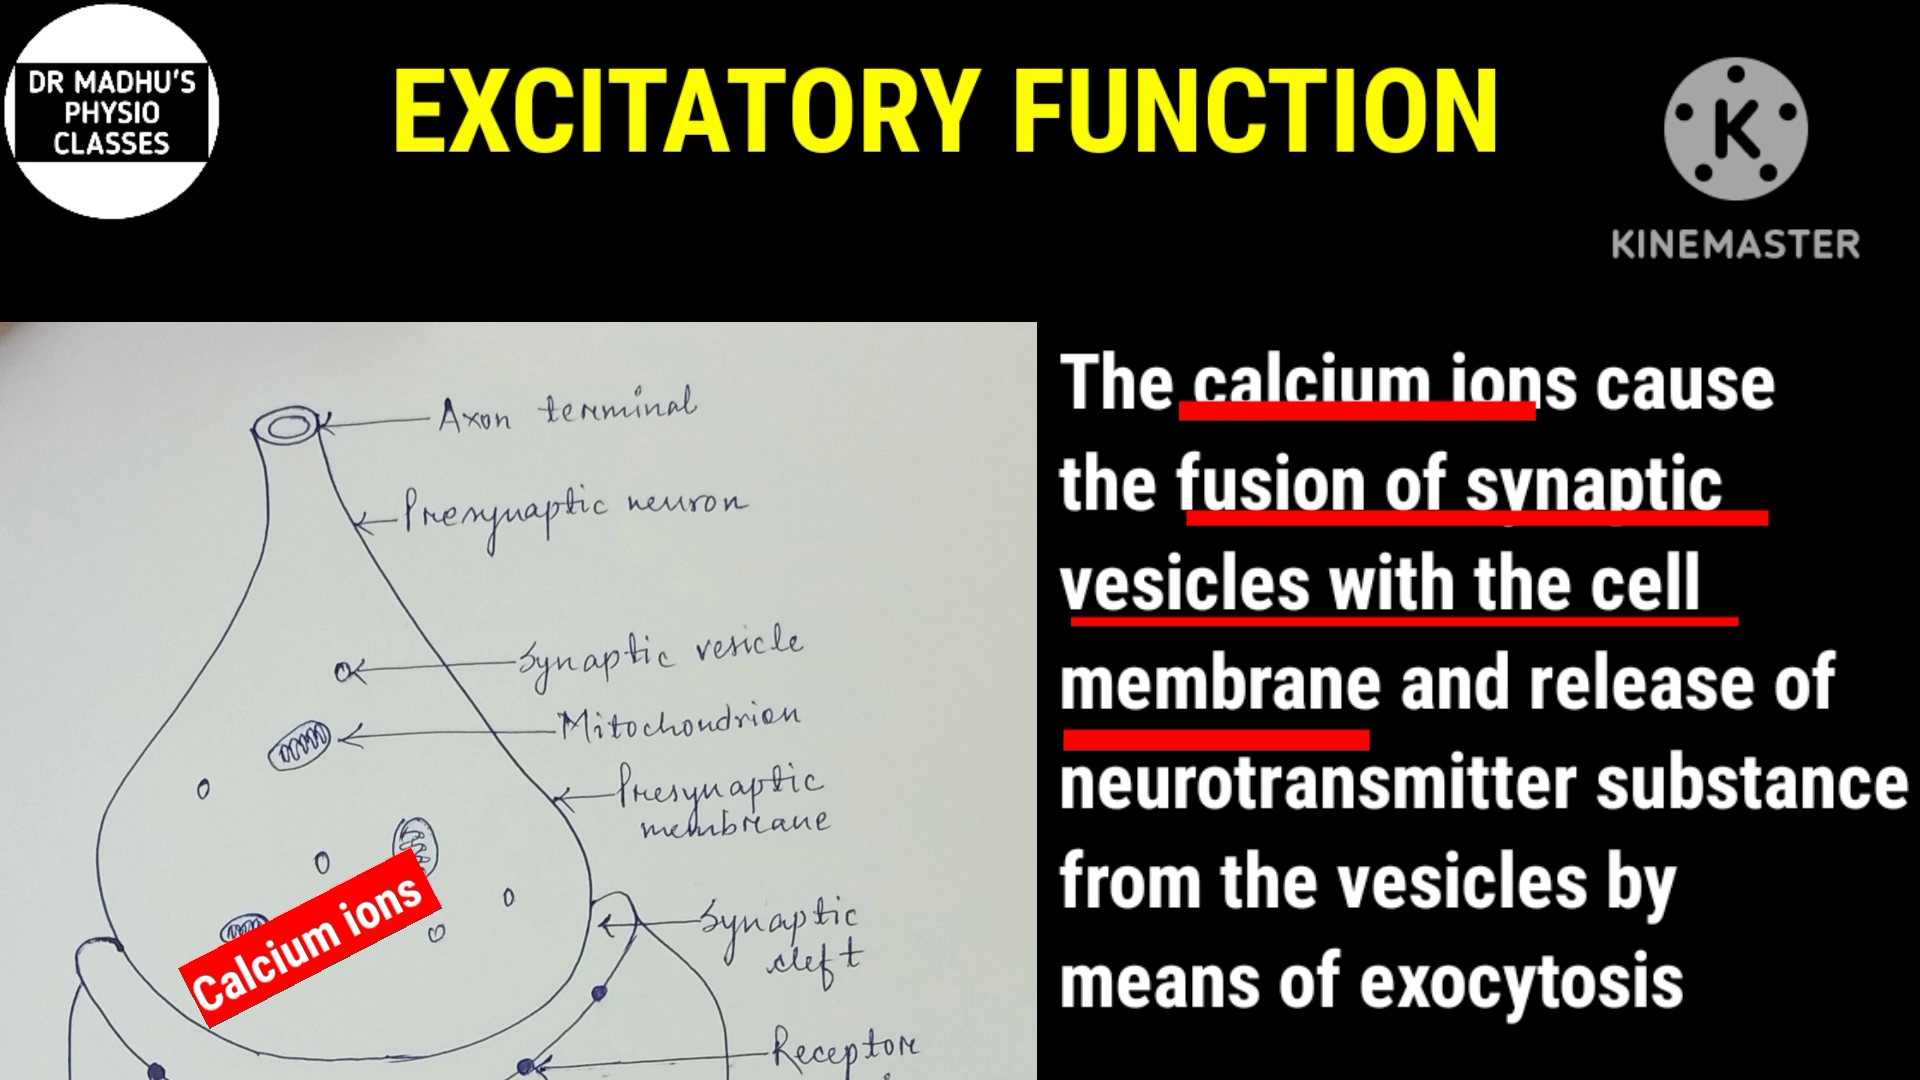 DR MADHU'S
PHYSIO
CLASSES
EXCITATORY FUNCTION
K
KINEMASTER
Axon terminal
Presynaptic neuron
Synaptic vesicle
Mitochondrion
Presynaptic
membrane
Synaptic
cleft
Receptor
Calcium ions
The calcium ions cause
the fusion of synaptic
vesicles with the cell
membrane and release of
neurotransmitter substance
from the vesicles by
means of exocytosis